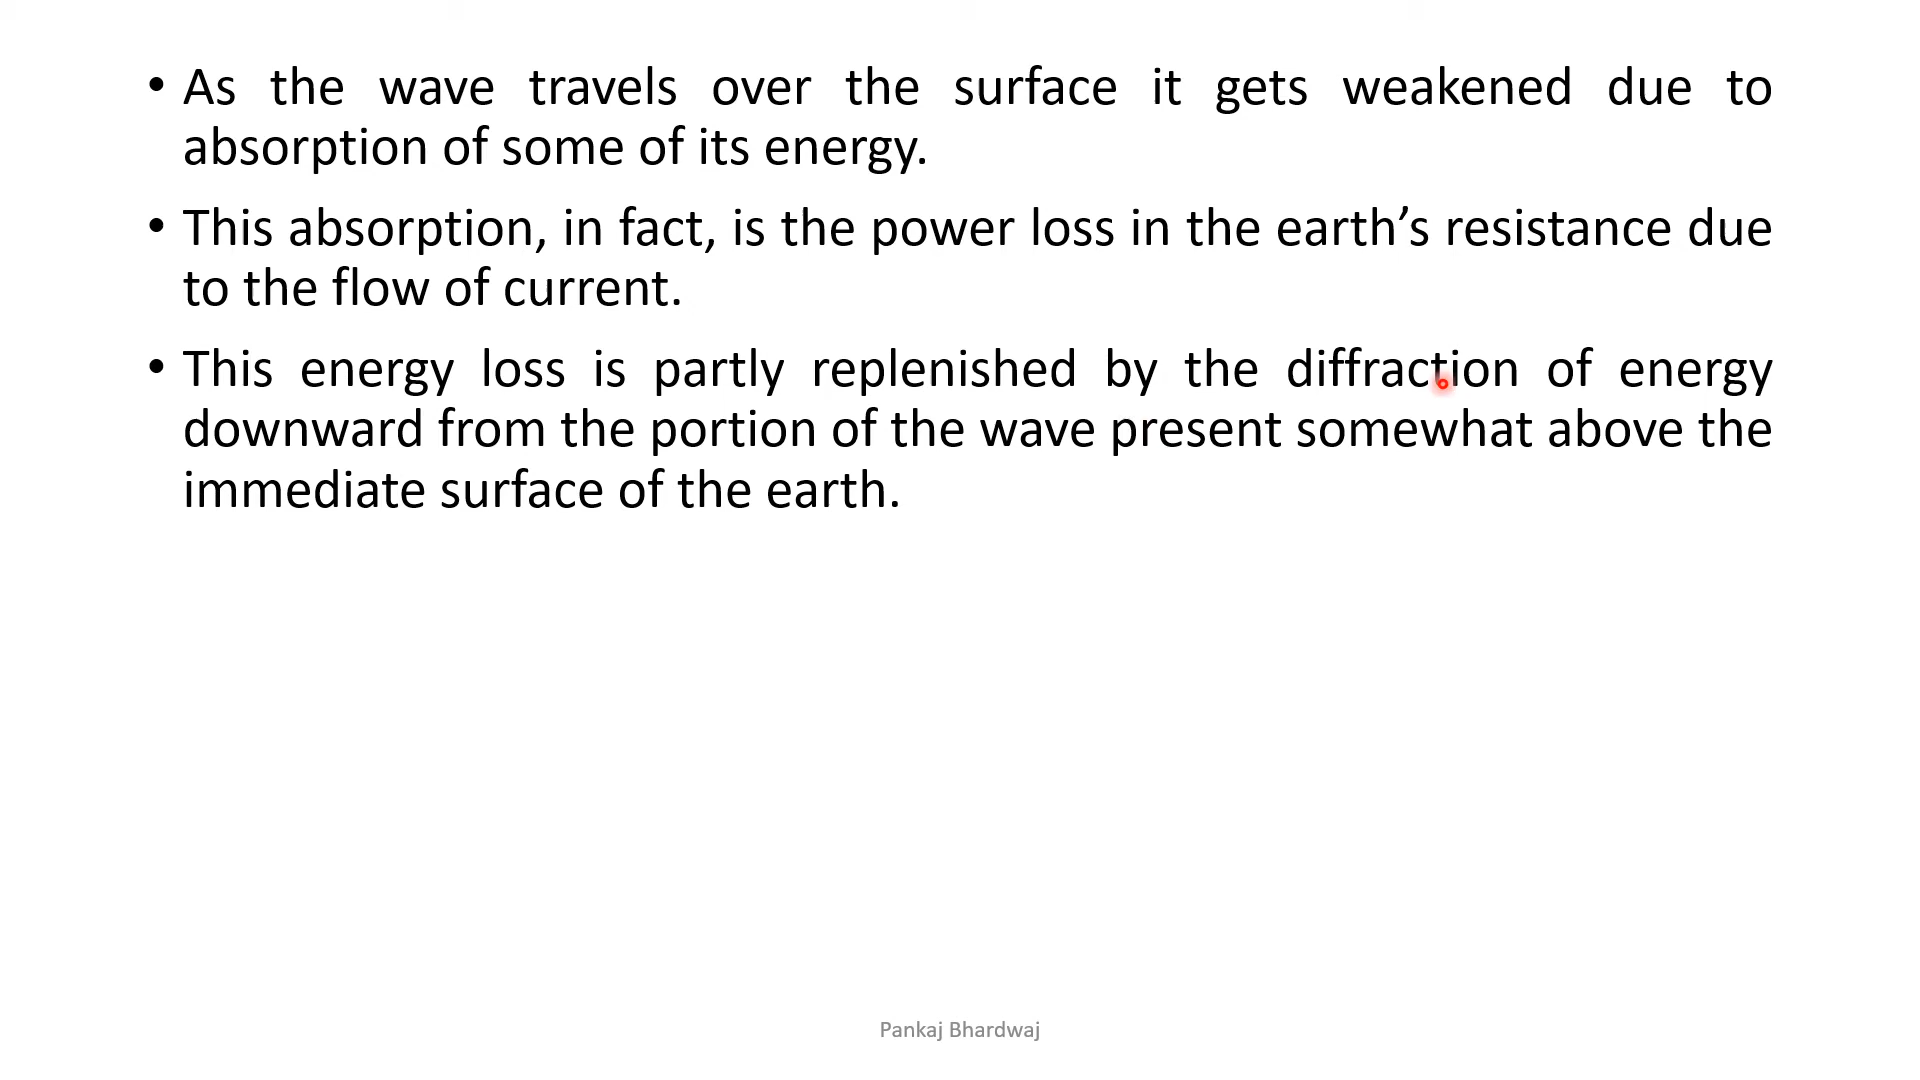 • As the wave travels over the surface it gets weakened due to
absorption of some of its energy.
• This absorption, in fact, is the power loss in the earth’s resistance due
to the flow of current.
• This energy loss is partly replenished by the diffraction of energy
downward from the portion of the wave present somewhat above the
immediate surface of the earth.
Pankaj Bhardwaj